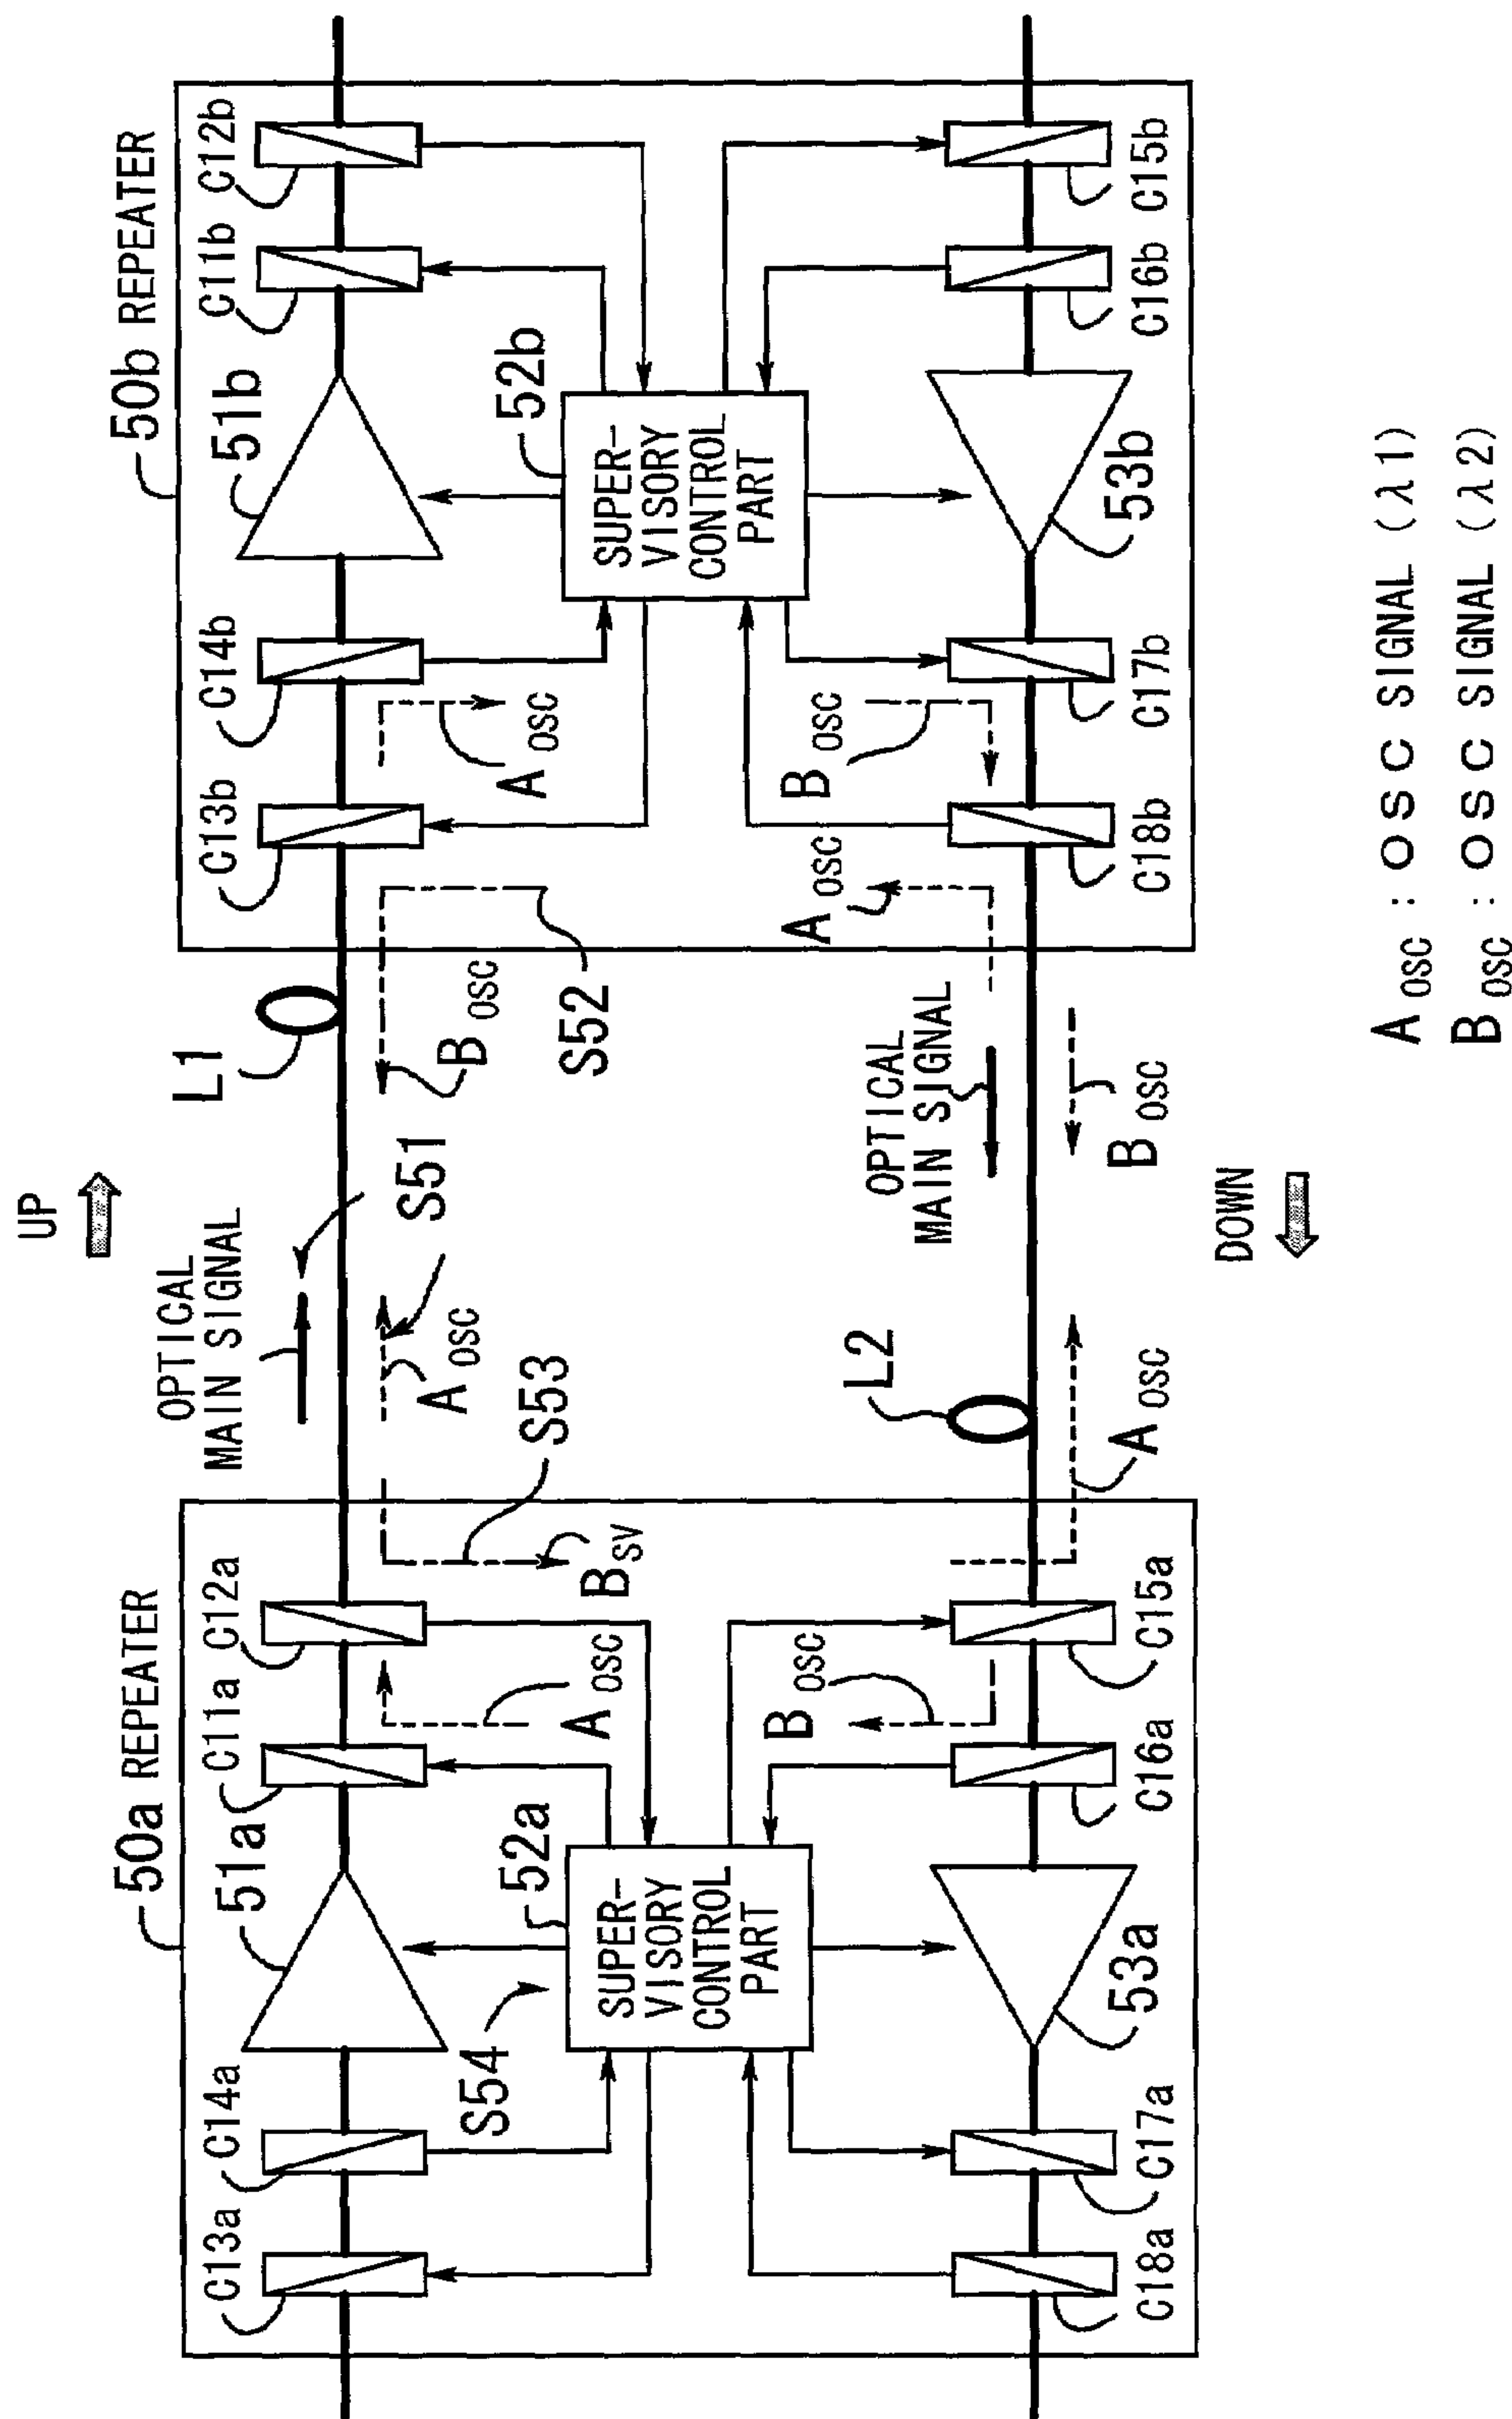 UP
50a REPEATER
50b REPEATER
C13a
C14a
51a
C11a
C12a
OPTICAL
MAIN SIGNAL
L1
C13b
C14b
51b
C11b
C12b
S54
52a
SUPER-
VISORY
CONTROL
PART
A OSC
B SV
S53
A OSC
S51
B OSC
S52
A OSC
52b
SUPER-
VISORY
CONTROL
PART
B OSC
L2
OPTICAL
MAIN SIGNAL
A OSC
B OSC
C18a
C17a
53a
C16a
C15a
A OSC
B OSC
C18b
C17b
53b
C16b
C15b
DOWN
A OSC : OSC SIGNAL (λ1)
B OSC : OSC SIGNAL (λ2)